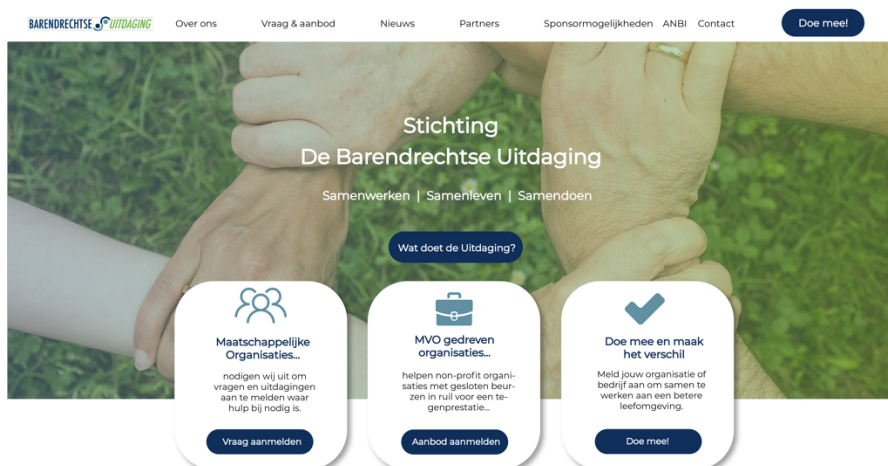 BARENDRECHTSE UITDAGING
Over ons Vraag & aanbod Nieuws Partners Sponsormogelijkheden ANBI Contact Doe mee!
Stichting
De Barendrechtse Uitdaging
Samenwerken | Samenleven | Samendoen
Wat doet de Uitdaging?
Maatschappelijke
Organisaties...
nodigen wij uit om
vragen en uitdagingen
aan te melden waar
hulp bij nodig is.
Vraag aanmelden
MVO gedreven
organisaties...
helpen non-profit organi-
saties met gesloten beur-
zen in ruil voor een te-
genprestatie...
Aanbod aanmelden
Doe mee en maak
het verschil
Meld jouw organisatie of
bedrijf aan om samen te
werken aan een betere
leefomgeving.
Doe mee!